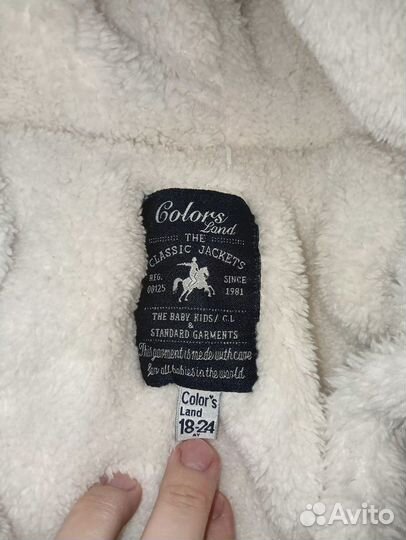 Colors
Land
THE
CLASSIC JACKETS
REG. 00125
SINCE 1981
THE BABY KIDS / C.L
&
STANDARD GARMENTS
This garment is made with care
for all babies in the world
Color's
Land
18-24
AY
Avito